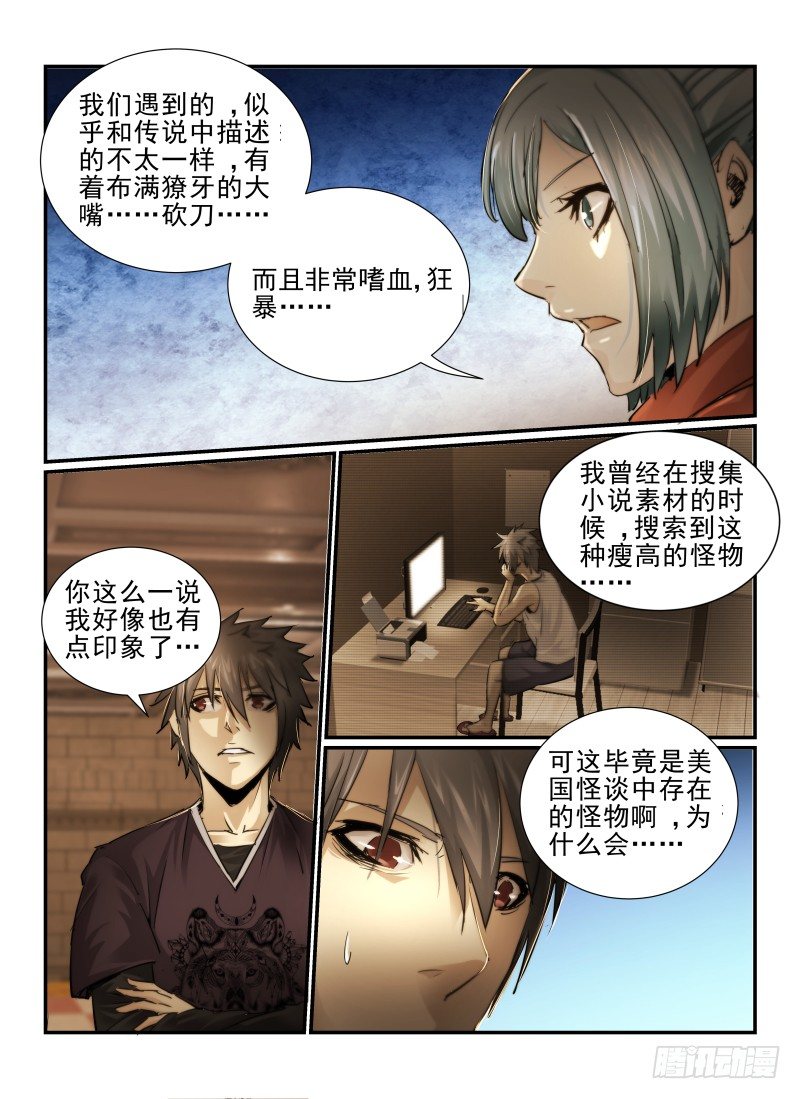 我们遇到的，似
乎和传说中描述
的不太一样，有
着布满獠牙的大
嘴……砍刀……
而且非常嗜血，狂
暴……
你这么一说
我好像也有
点印象了…
我曾经在搜集
小说素材的时
候，搜索到这
种瘦高的怪物
……
可这毕竟是美
国怪谈中存在
的怪物啊，为
什么会……
腾讯动漫